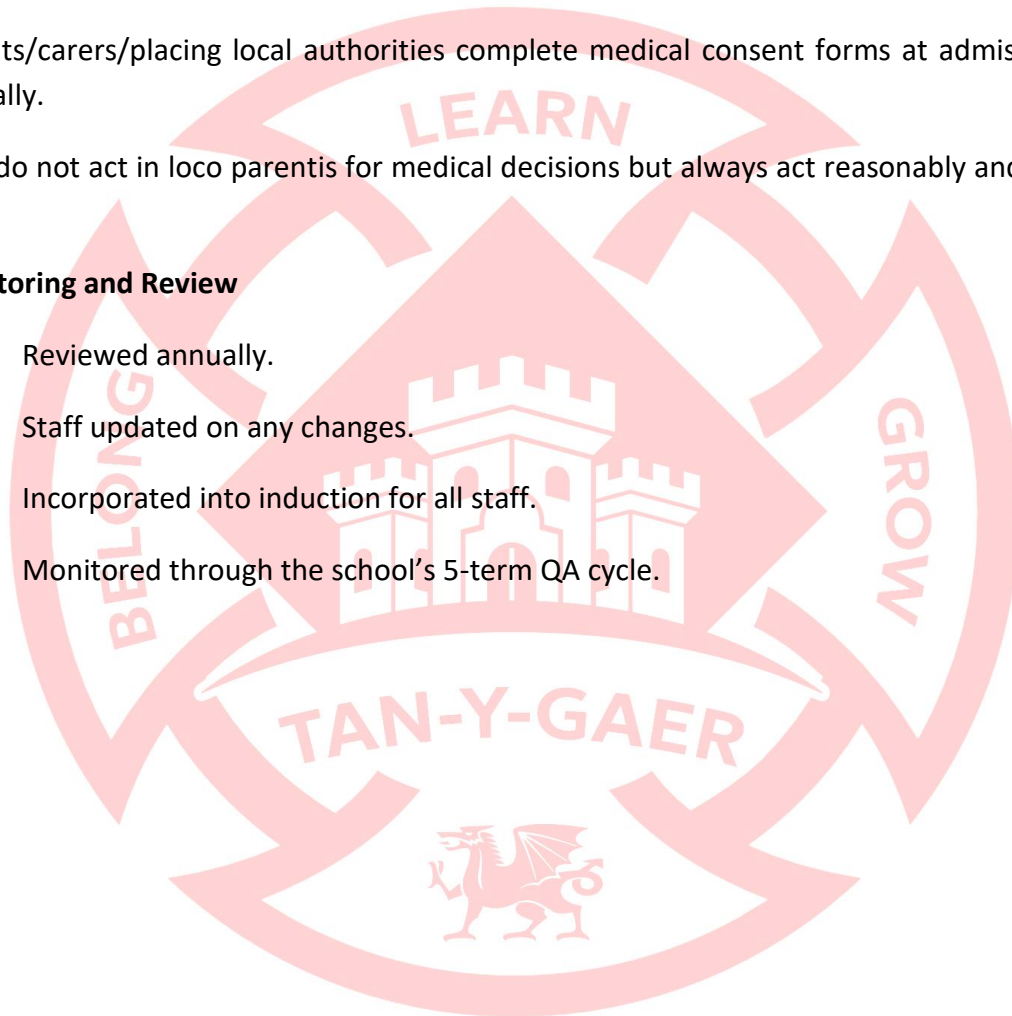 ts/carers/placing local authorities complete medical consent forms at admis
ally.
LEARN
do not act in loco parentis for medical decisions but always act reasonably and
toring and Review
Reviewed annually.
BELONG
GROW
Staff updated on any changes.
Incorporated into induction for all staff.
Monitored through the school's 5-term QA cycle.
TAN-Y-GAER